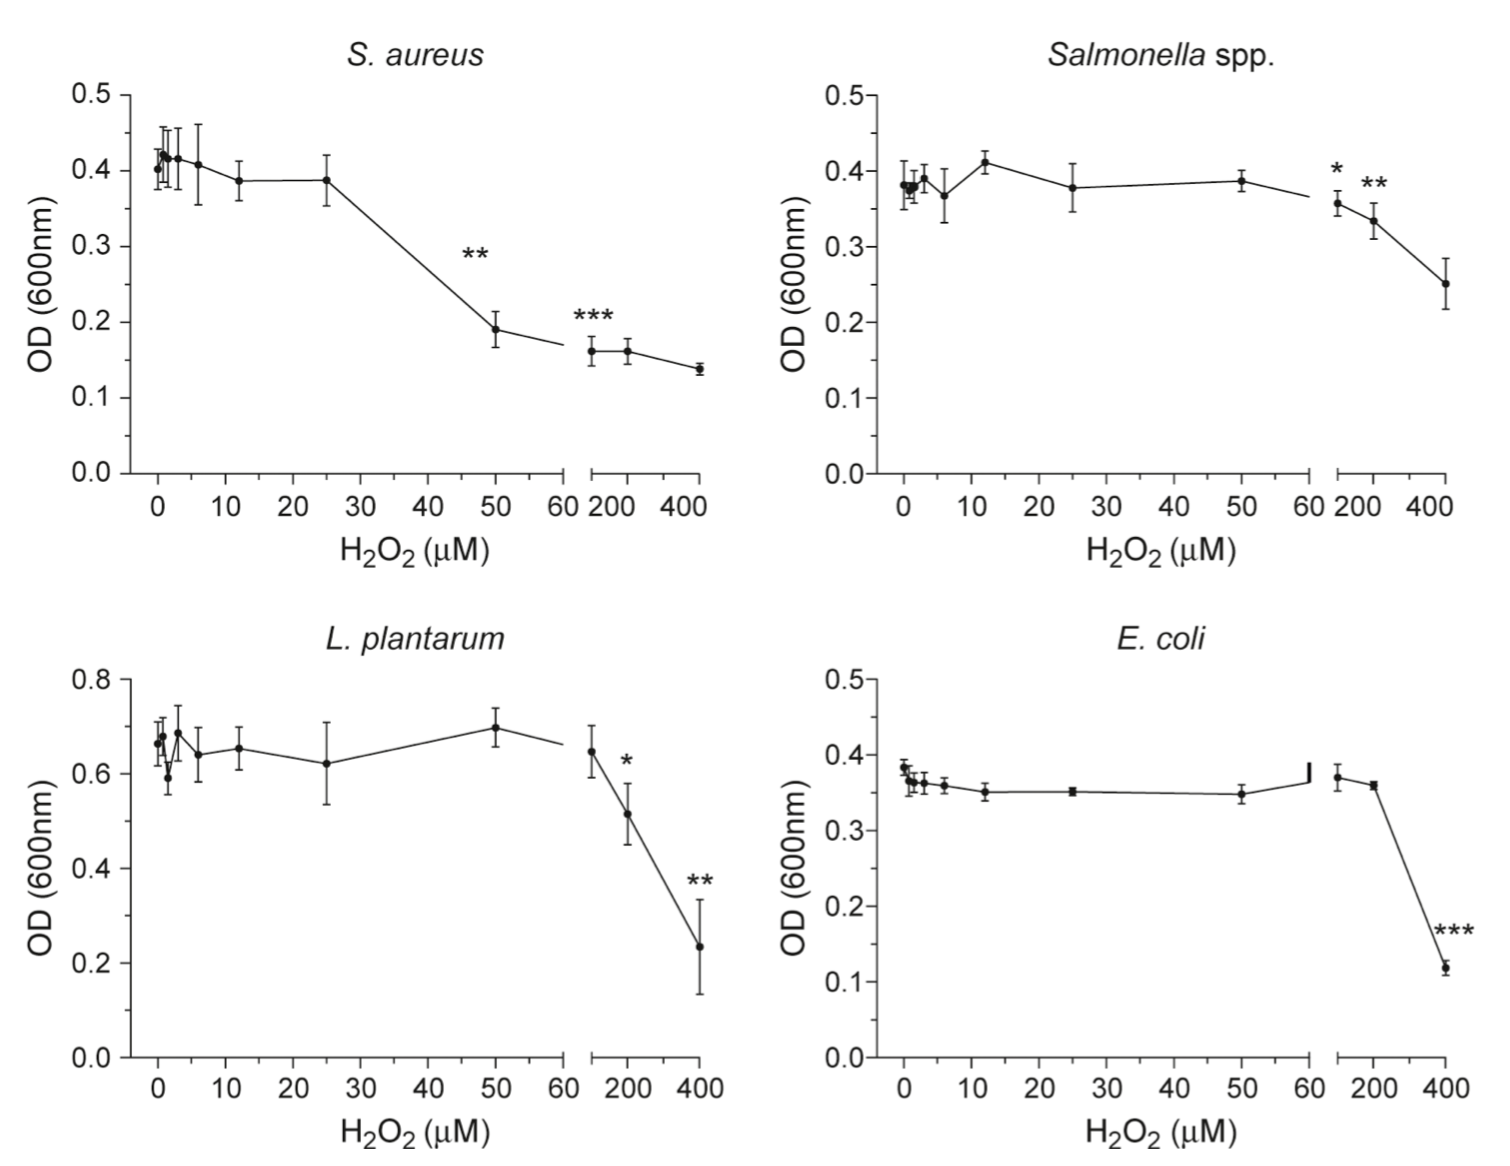 S. aureus
0.5
0.4
0.3
0.2
0.1
0.0
OD (600nm)
**
***
0 10 20 30 40 50 60 200 400
H₂O₂ (μM)
Salmonella spp.
0.5
0.4
0.3
0.2
0.1
0.0
OD (600nm)
*
**
0 10 20 30 40 50 60 200 400
H₂O₂ (μM)
L. plantarum
0.8
0.6
0.4
0.2
0.0
OD (600nm)
*
**
0 10 20 30 40 50 60 200 400
H₂O₂ (μM)
E. coli
0.5
0.4
0.3
0.2
0.1
0.0
OD (600nm)
***
0 10 20 30 40 50 60 200 400
H₂O₂ (μM)